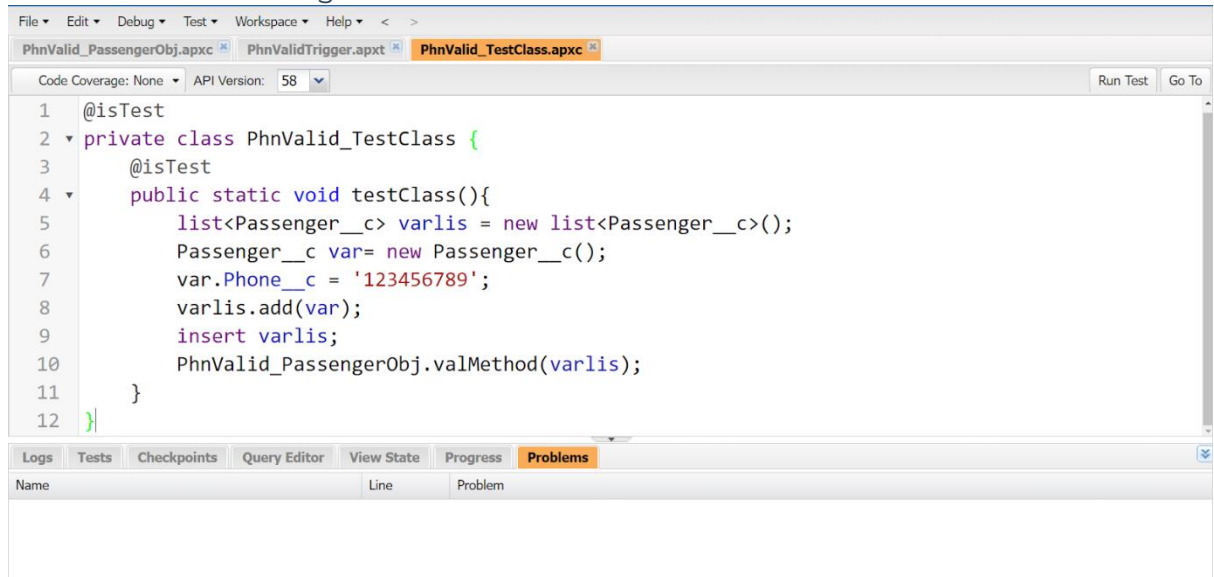 File Edit Debug Test Workspace Help < >
PhnValid_PassengerObj.apxc PhnValidTrigger.apxt PhnValid_TestClass.apxc
Code Coverage: None API Version: 58 Run Test Go To
1 @isTest
2 private class PhnValid_TestClass {
3 @isTest
4 public static void testClass(){
5 list<Passenger__c> varlis = new list<Passenger__c>();
6 Passenger__c var= new Passenger__c();
7 var.Phone__c = '123456789';
8 varlis.add(var);
9 insert varlis;
10 PhnValid_PassengerObj.valMethod(varlis);
11 }
12 }
Logs Tests Checkpoints Query Editor View State Progress Problems
Name Line Problem